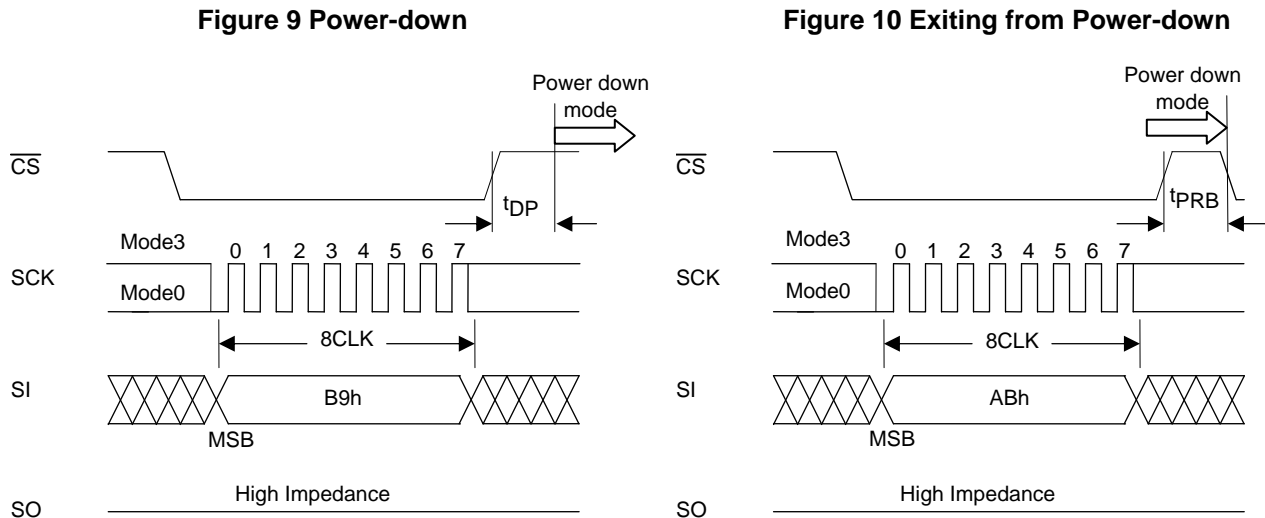 Figure 9 Power-down
Power down
mode
CS
tDP
Mode3
0 1 2 3 4 5 6 7
SCK
Mode0
8CLK
SI
B9h
MSB
High Impedance
SO
Figure 10 Exiting from Power-down
Power down
mode
CS
tPRB
Mode3
0 1 2 3 4 5 6 7
SCK
Mode0
8CLK
SI
ABh
MSB
High Impedance
SO